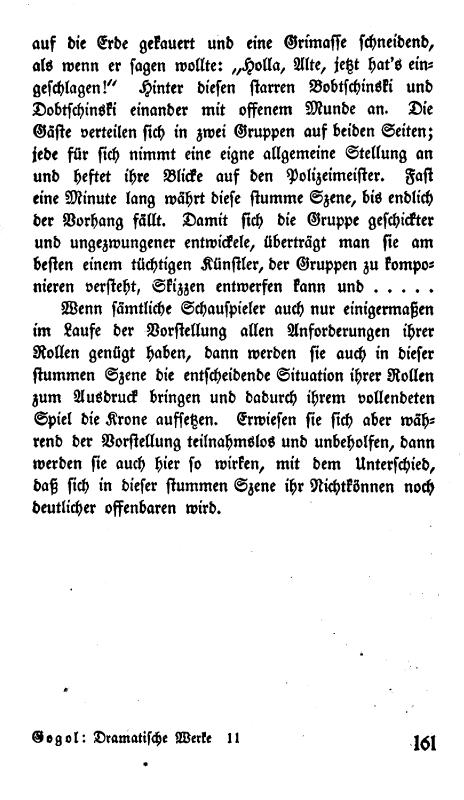 auf die Erde gekauert und eine Grimasse schneidend,
als wenn er sagen wollte: „Holla, Alte, jetzt hat's ein-
geschlagen!“ Hinter diesen starren Bobtschinski und
Dobtschinski einander mit offenem Munde an. Die
Gäste verteilen sich in zwei Gruppen auf beiden Seiten;
jede für sich nimmt eine eigne allgemeine Stellung an
und heftet ihre Blicke auf den Polizeimeister. Fast
eine Minute lang währt diese stumme Szene, bis endlich
der Vorhang fällt. Damit sich die Gruppe geschickter
und ungezwungener entwickele, überträgt man sie am
besten einem tüchtigen Künstler, der Gruppen zu kompo-
nieren versteht, Skizzen entwerfen kann und . . . . .
Wenn sämtliche Schauspieler auch nur einigermaßen
im Laufe der Vorstellung allen Anforderungen ihrer
Rollen genügt haben, dann werden sie auch in dieser
stummen Szene die entscheidende Situation ihrer Rollen
zum Ausdruck bringen und dadurch ihrem vollendeten
Spiel die Krone aufsetzen. Erwiesen sie sich aber wäh-
rend der Vorstellung teilnahmslos und unbeholfen, dann
werden sie auch hier so wirken, mit dem Unterschied,
daß sich in dieser stummen Szene ihr Nichtkönnen noch
deutlicher offenbaren wird.
Gogol: Dramatische Werke 11
161